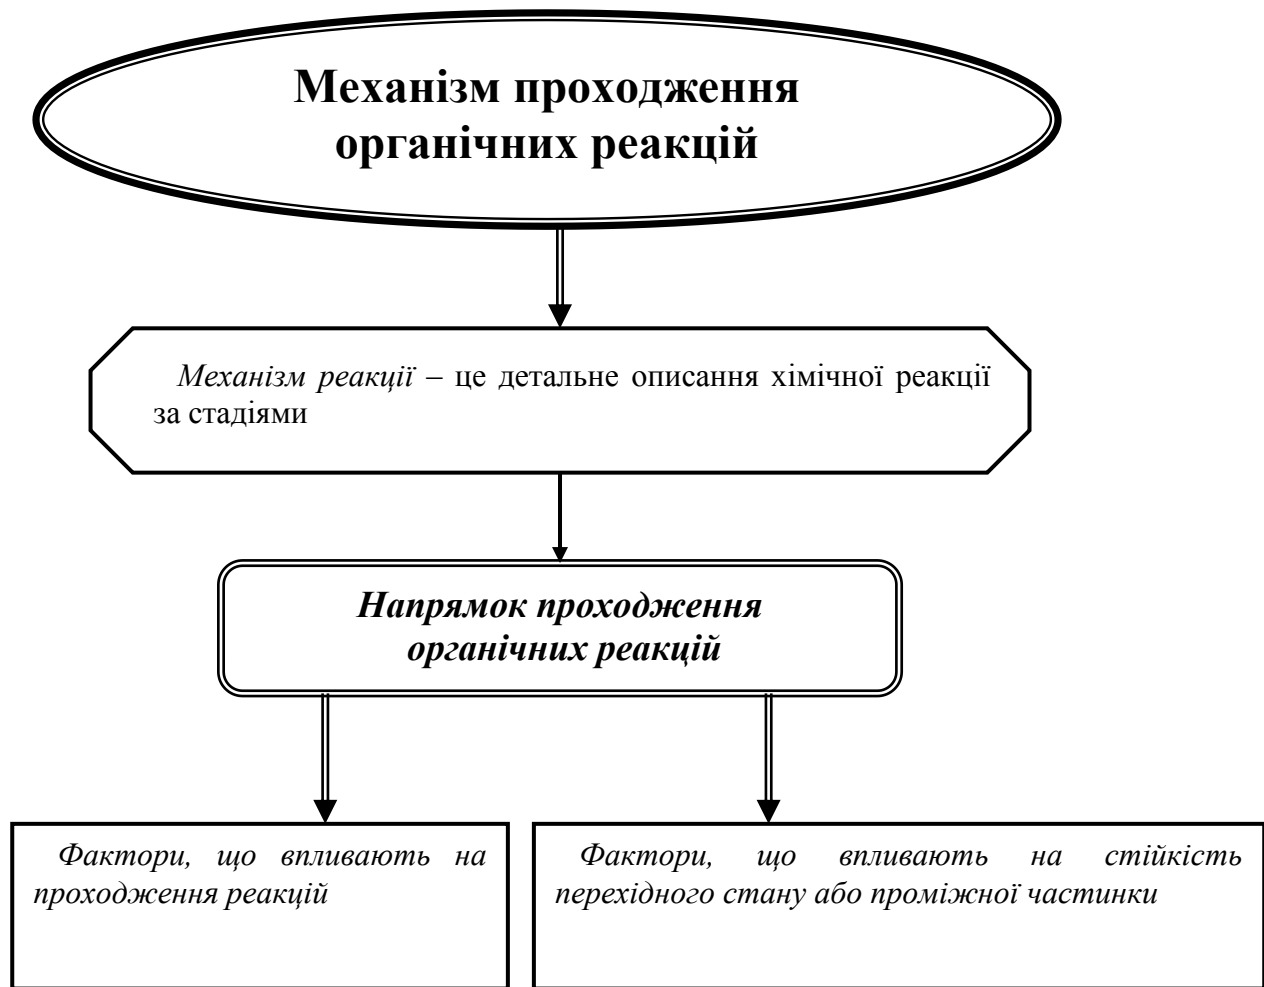 Механізм проходження
органічних реакцій
Механізм реакції – це детальне описання хімічної реакції
за стадіями
Напрямок проходження
органічних реакцій
Фактори, що впливають на
проходження реакцій
Фактори, що впливають на стійкість
перехідного стану або проміжної частинки